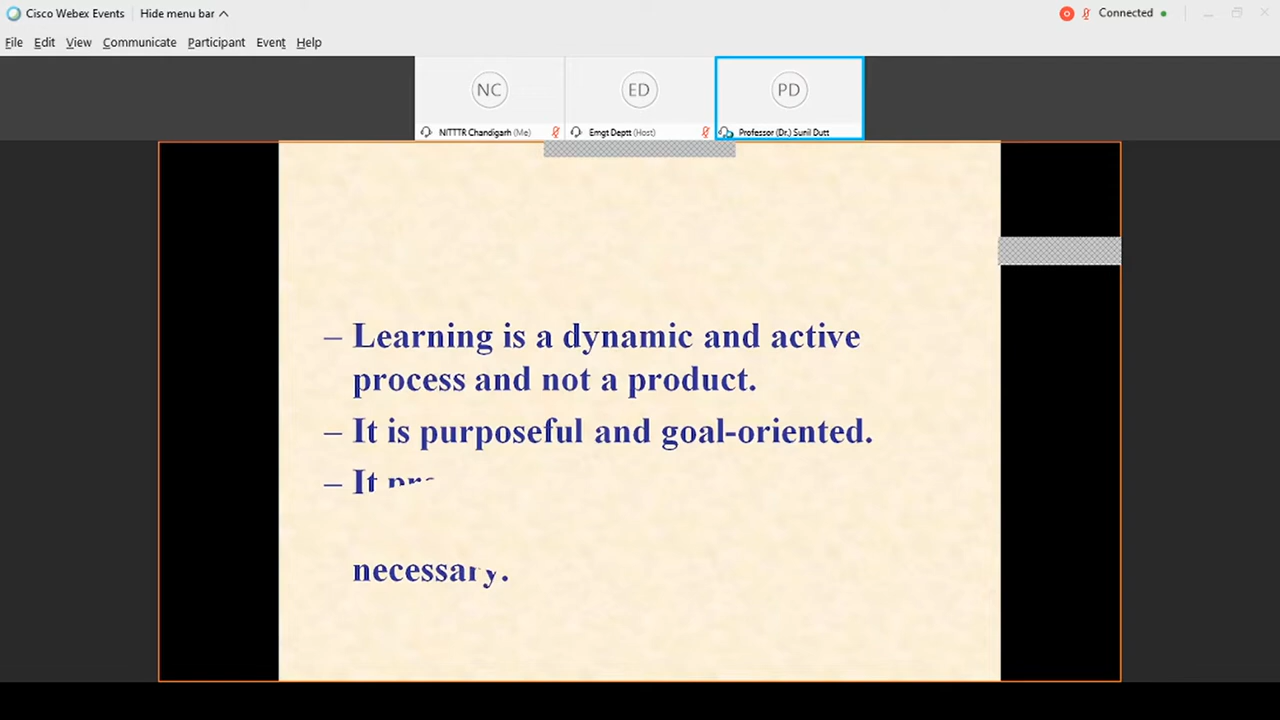 Cisco Webex Events Hide menu bar Connected
File Edit View Communicate Participant Event Help
NC ED PD
NITTTR Chandigarh (Me) Emgt Deptt (Host) Professor (Dr.) Sunil Dutt
– Learning is a dynamic and active
process and not a product.
– It is purposeful and goal-oriented.
– It
necessary.